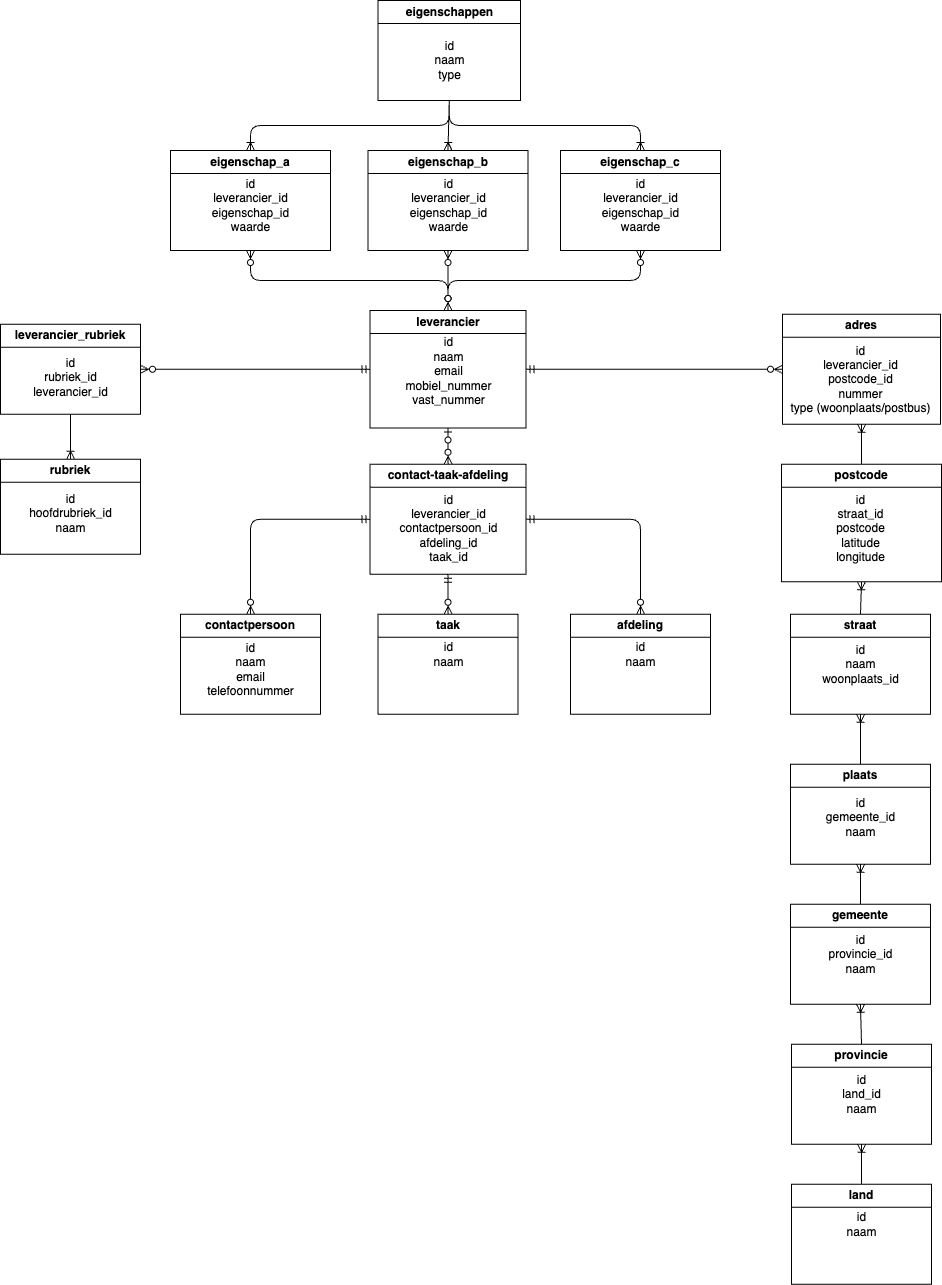 eigenschappen
id
naam
type
eigenschap_a
id
leverancier_id
eigenschap_id
waarde
eigenschap_b
id
leverancier_id
eigenschap_id
waarde
eigenschap_c
id
leverancier_id
eigenschap_id
waarde
leverancier_rubriek
id
rubriek_id
leverancier_id
leverancier
id
naam
email
mobiel_nummer
vast_nummer
adres
id
leverancier_id
postcode_id
nummer
type (woonplaats/postbus)
rubriek
id
hoofdrubriek_id
naam
contact-taak-afdeling
id
leverancier_id
contactpersoon_id
afdeling_id
taak_id
postcode
id
straat_id
postcode
latitude
longitude
contactpersoon
id
naam
email
telefoonnummer
taak
id
naam
afdeling
id
naam
straat
id
naam
woonplaats_id
plaats
id
gemeente_id
naam
gemeente
id
provincie_id
naam
provincie
id
land_id
naam
land
id
naam